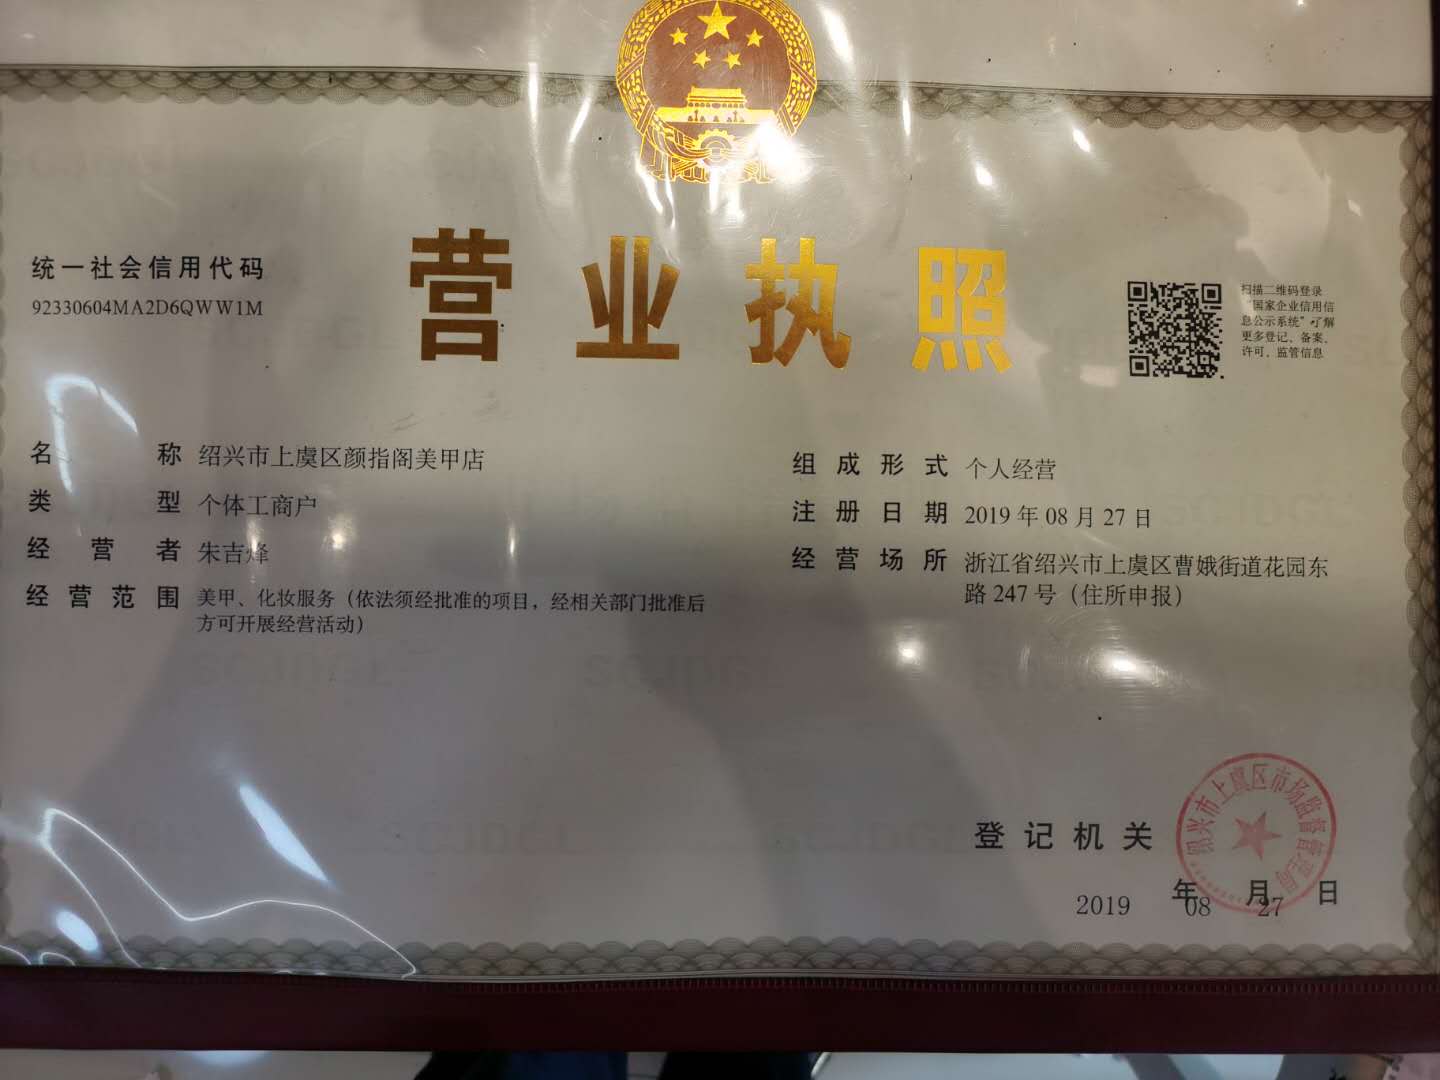 营业执照
统一社会信用代码
92330604MA2D6QWW1M
扫描二维码登录
“国家企业信用信
息公示系统”了解
更多登记、备案、
许可、监管信息
名称 绍兴市上虞区颜指阁美甲店
类型 个体工商户
经营者 朱吉烽
经营范围 美甲、化妆服务（依法须经批准的项目，经相关部门批准后
方可开展经营活动）
组成形式 个人经营
注册日期 2019年08月27日
经营场所 浙江省绍兴市上虞区曹娥街道花园东
路247号（住所申报）
登记机关
绍兴市上虞区市场监督管理局
2019年08月27日